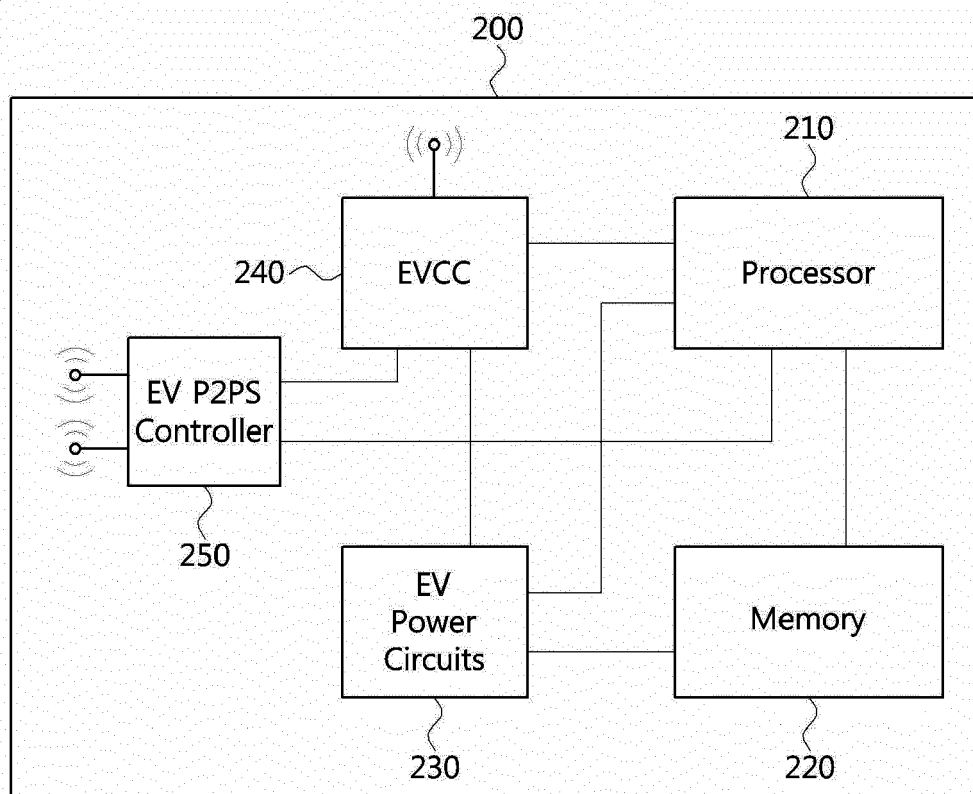 200
210
240
EVCC
Processor
EV P2PS
Controller
250
EV
Power
Circuits
Memory
230
220